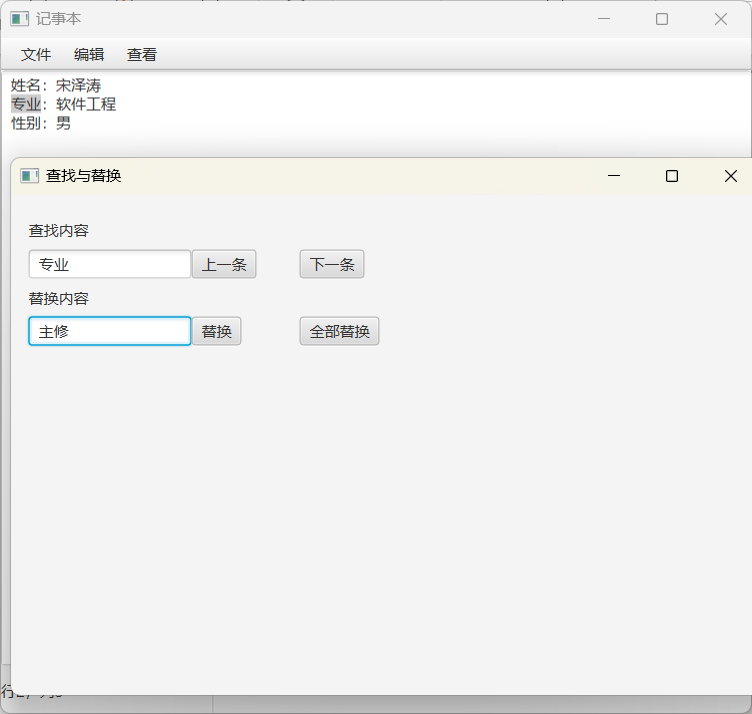 记事本
文件 编辑 查看
姓名：宋泽涛
专业：软件工程
性别：男
查找与替换
查找内容
专业 上一条 下一条
替换内容
主修 替换 全部替换